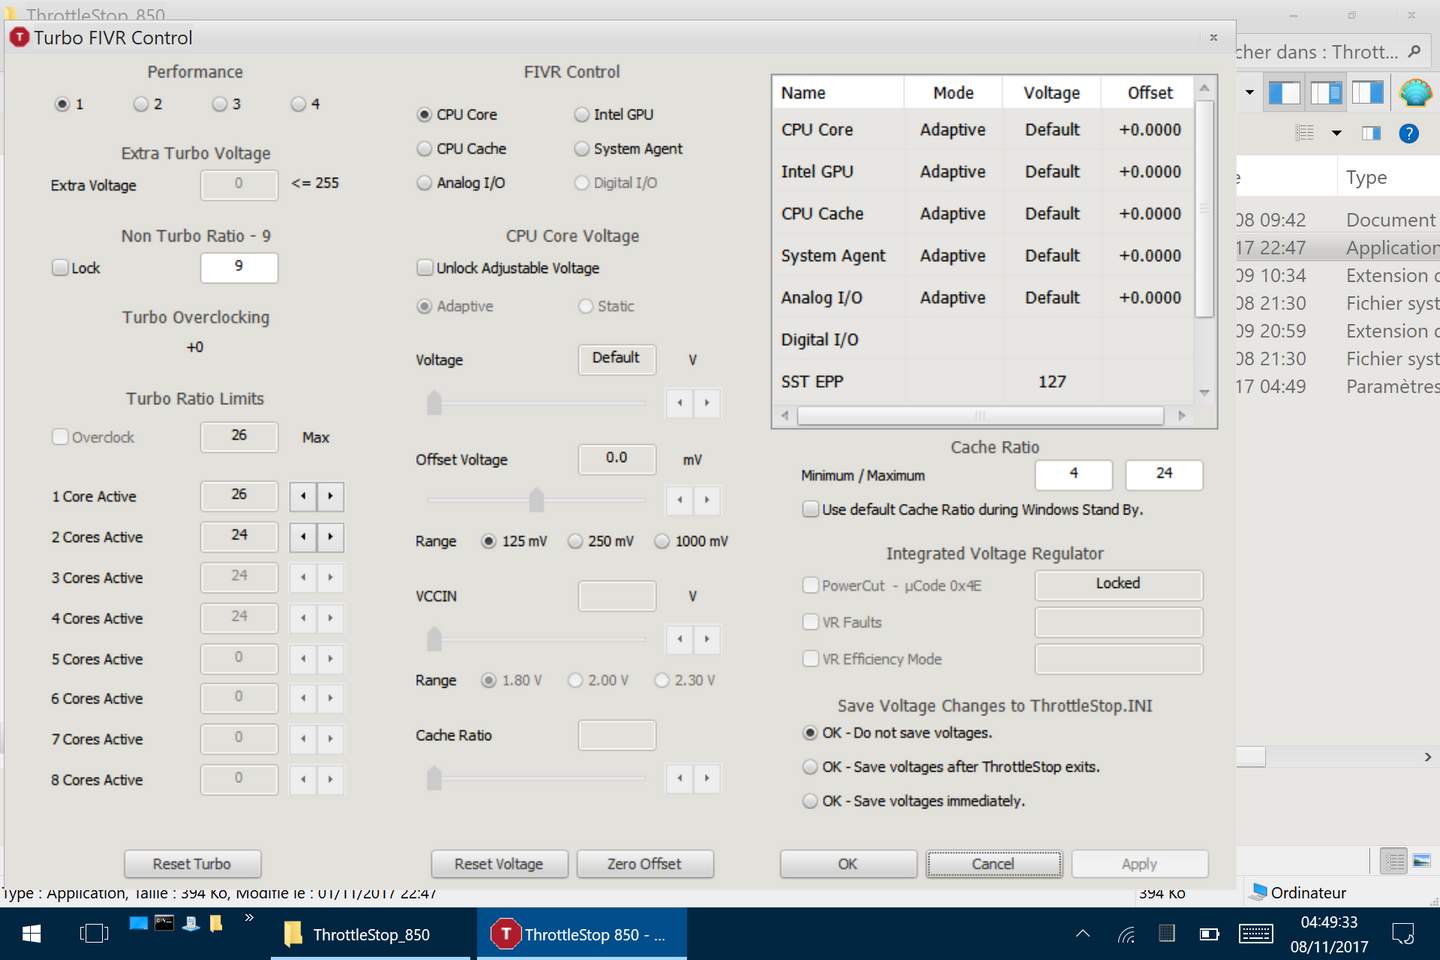 ThrottleStop_850
Turbo FIVR Control
cher dans : Thrott...
Performance
1 2 3 4
Extra Turbo Voltage
Extra Voltage 0 <= 255
Non Turbo Ratio - 9
Lock 9
Turbo Overclocking
+0
Turbo Ratio Limits
Overclock 26 Max
1 Core Active 26
2 Cores Active 24
3 Cores Active 24
4 Cores Active 24
5 Cores Active 0
6 Cores Active 0
7 Cores Active 0
8 Cores Active 0
Reset Turbo
FIVR Control
CPU Core Intel GPU
CPU Cache System Agent
Analog I/O Digital I/O
CPU Core Voltage
Unlock Adjustable Voltage
Adaptive Static
Voltage Default V
Offset Voltage 0.0 mV
Range 125 mV 250 mV 1000 mV
VCCIN V
Range 1.80 V 2.00 V 2.30 V
Cache Ratio
Reset Voltage Zero Offset
Name Mode Voltage Offset
CPU Core Adaptive Default +0.0000
Intel GPU Adaptive Default +0.0000
CPU Cache Adaptive Default +0.0000
System Agent Adaptive Default +0.0000
Analog I/O Adaptive Default +0.0000
Digital I/O
SST EPP 127
Cache Ratio
Minimum / Maximum 4 24
Use default Cache Ratio during Windows Stand By.
Integrated Voltage Regulator
PowerCut - µCode 0x4E Locked
VR Faults
VR Efficiency Mode
Save Voltage Changes to ThrottleStop.INI
OK - Do not save voltages.
OK - Save voltages after ThrottleStop exits.
OK - Save voltages immediately.
OK Cancel Apply
e Type
08 09:42 Document
17 22:47 Application
09 10:34 Extension d
08 21:30 Fichier syst
09 20:59 Extension d
08 21:30 Fichier syst
17 04:49 Paramètres
Type : Application, Taille : 394 Ko, Modifié le : 01/11/2017 22:47 394 Ko Ordinateur
ThrottleStop_850 ThrottleStop 850 - ...
04:49:33
08/11/2017